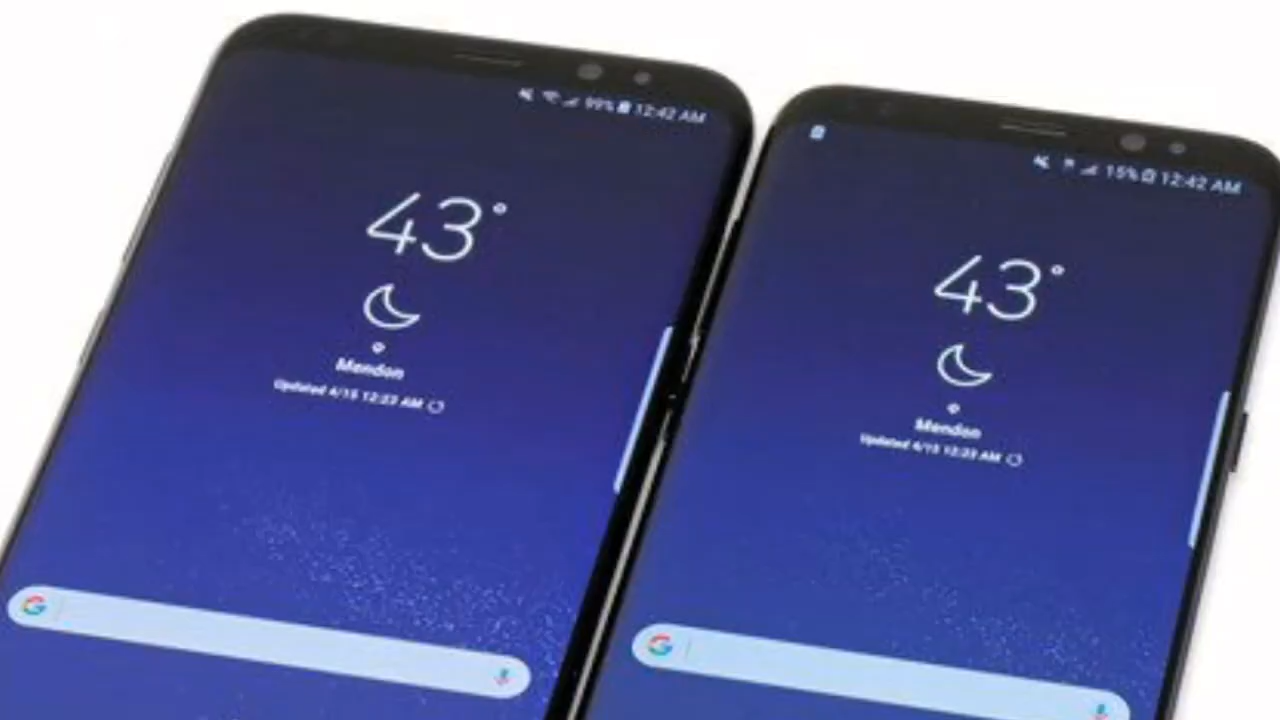 99% 12:42 AM
43°
Mendon
Updated 4/15 12:23 AM
15% 12:42 AM
43°
Mendon
Updated 4/15 12:23 AM